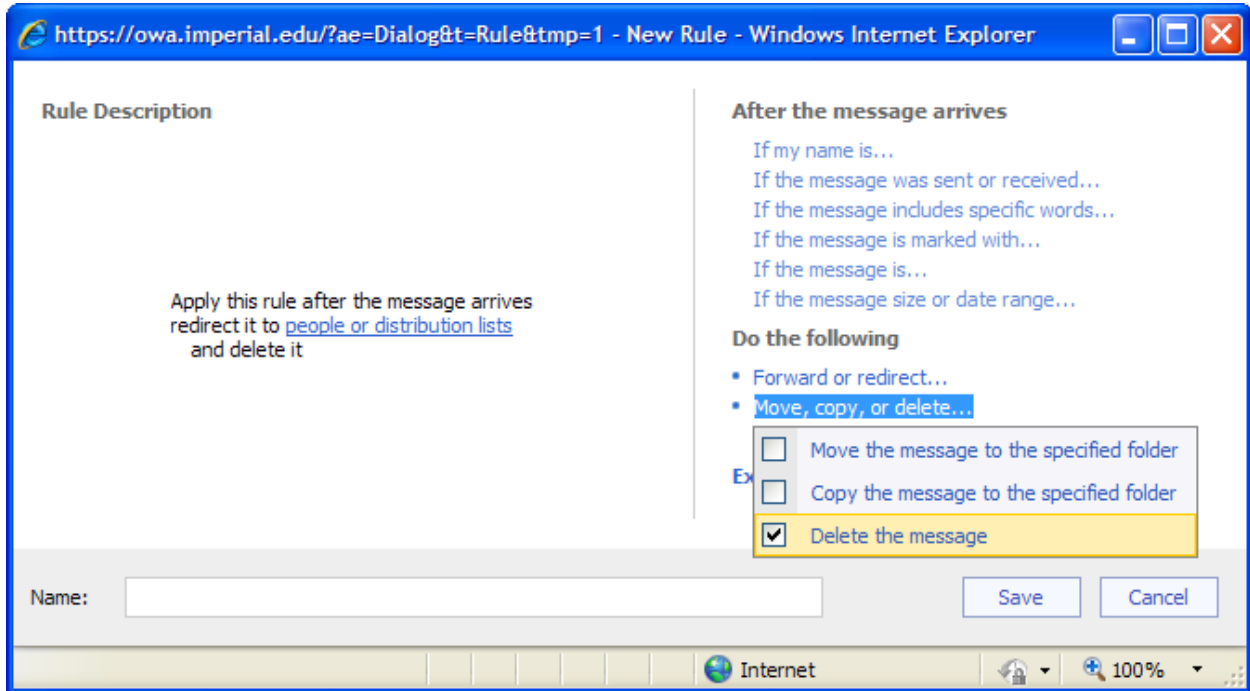 https://owa.imperial.edu/?ae=Dialog&t=Rule&tmp=1 - New Rule - Windows Internet Explorer
Rule Description
Apply this rule after the message arrives
redirect it to people or distribution lists
and delete it
After the message arrives
If my name is...
If the message was sent or received...
If the message includes specific words...
If the message is marked with...
If the message is...
If the message size or date range...
Do the following
• Forward or redirect...
• Move, copy, or delete...
Move the message to the specified folder
Ex
Copy the message to the specified folder
Delete the message
Name:
Save
Cancel
Internet
100%